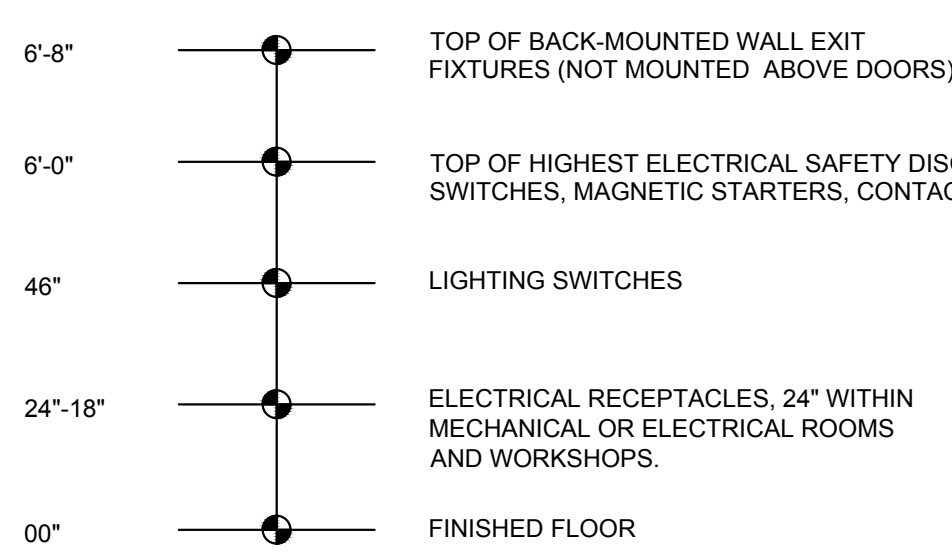 6'-8" TOP OF BACK-MOUNTED WALL EXIT
FIXTURES (NOT MOUNTED ABOVE DOORS)
6'-0" TOP OF HIGHEST ELECTRICAL SAFETY
SWITCHES, MAGNETIC STARTERS,
46" LIGHTING SWITCHES
24"-18" ELECTRICAL RECEPTACLES, 24" WITHIN
MECHANICAL OR ELECTRICAL ROOMS
AND WORKSHOPS.
00" FINISHED FLOOR